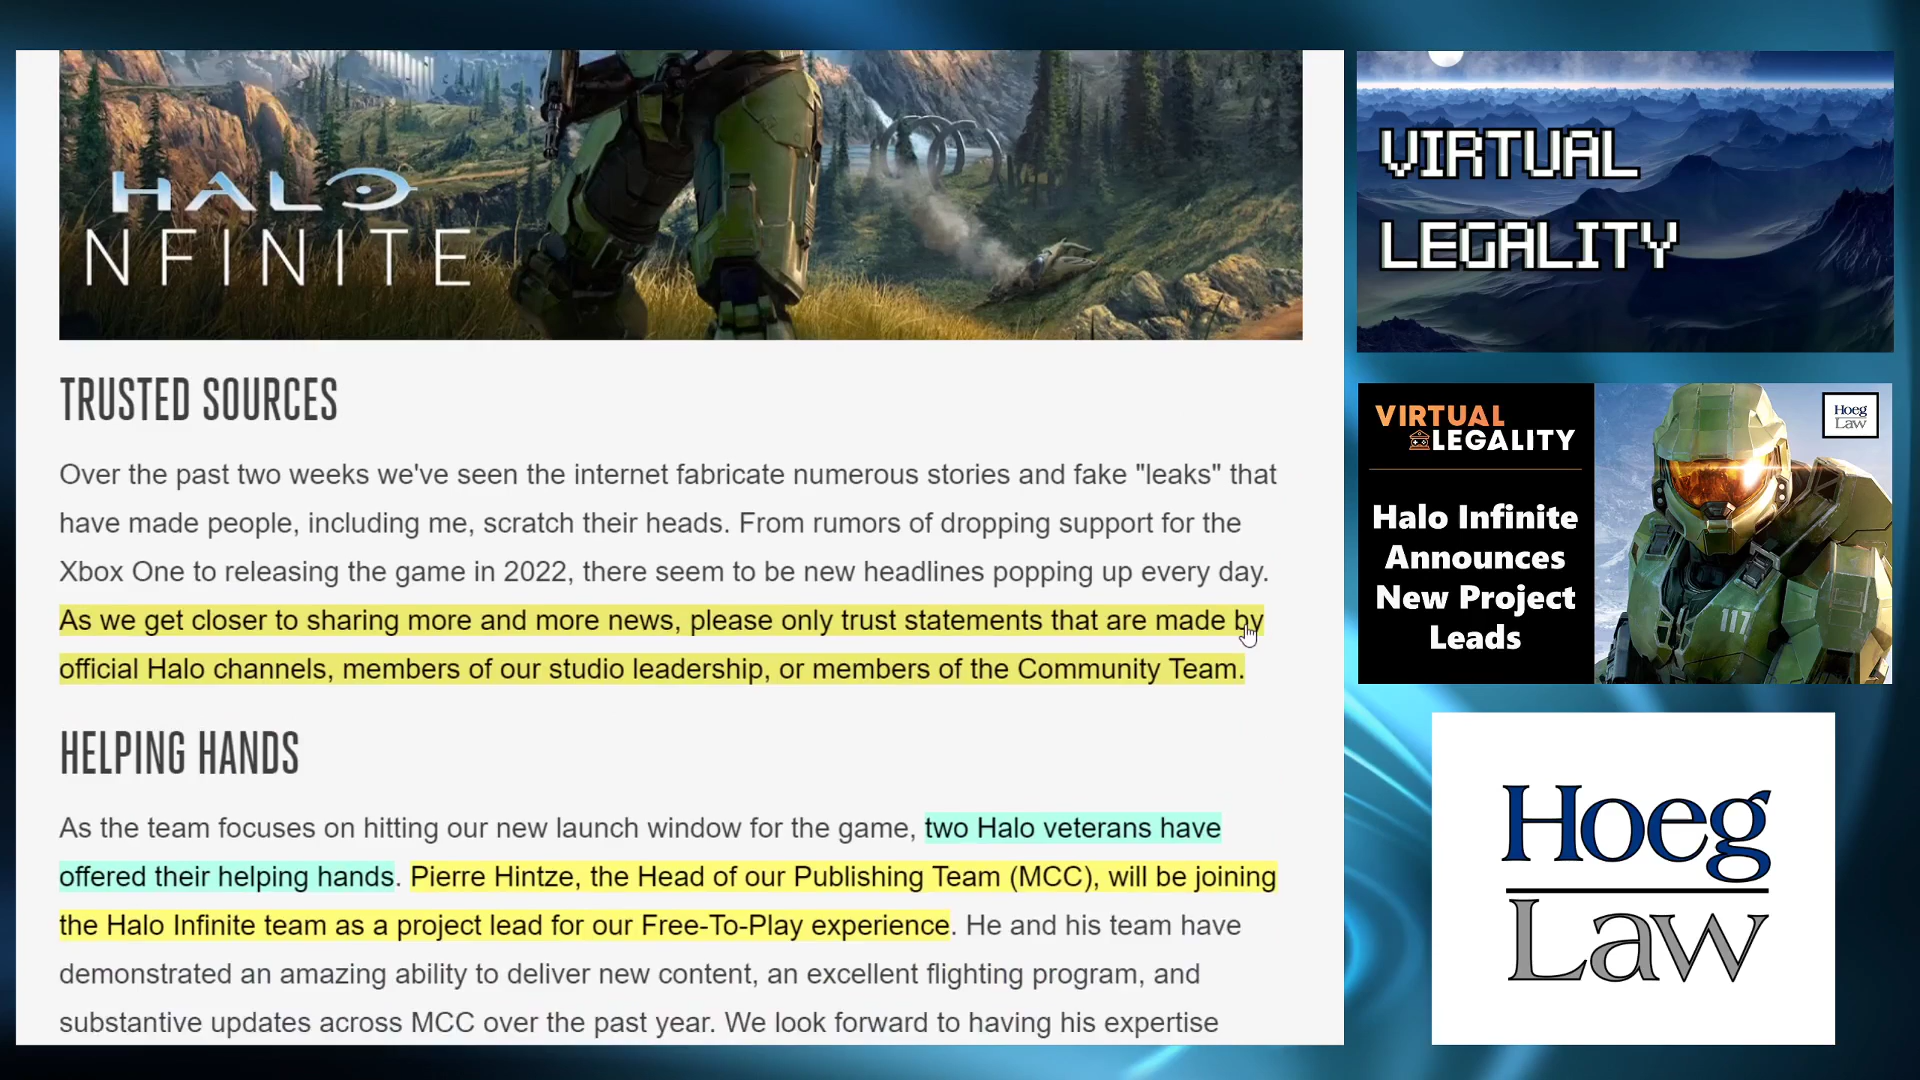 HALO
NFINITE
TRUSTED SOURCES
Over the past two weeks we've seen the internet fabricate numerous stories and fake "leaks" that
have made people, including me, scratch their heads. From rumors of dropping support for the
Xbox One to releasing the game in 2022, there seem to be new headlines popping up every day.
As we get closer to sharing more and more news, please only trust statements that are made by
official Halo channels, members of our studio leadership, or members of the Community Team.
HELPING HANDS
As the team focuses on hitting our new launch window for the game, two Halo veterans have
offered their helping hands. Pierre Hintze, the Head of our Publishing Team (MCC), will be joining
the Halo Infinite team as a project lead for our Free-To-Play experience. He and his team have
demonstrated an amazing ability to deliver new content, an excellent flighting program, and
substantive updates across MCC over the past year. We look forward to having his expertise
VIRTUAL
LEGALITY
VIRTUAL
LEGALITY
Halo Infinite
Announces
New Project
Leads
Hoeg
Law
117
Hoeg
Law